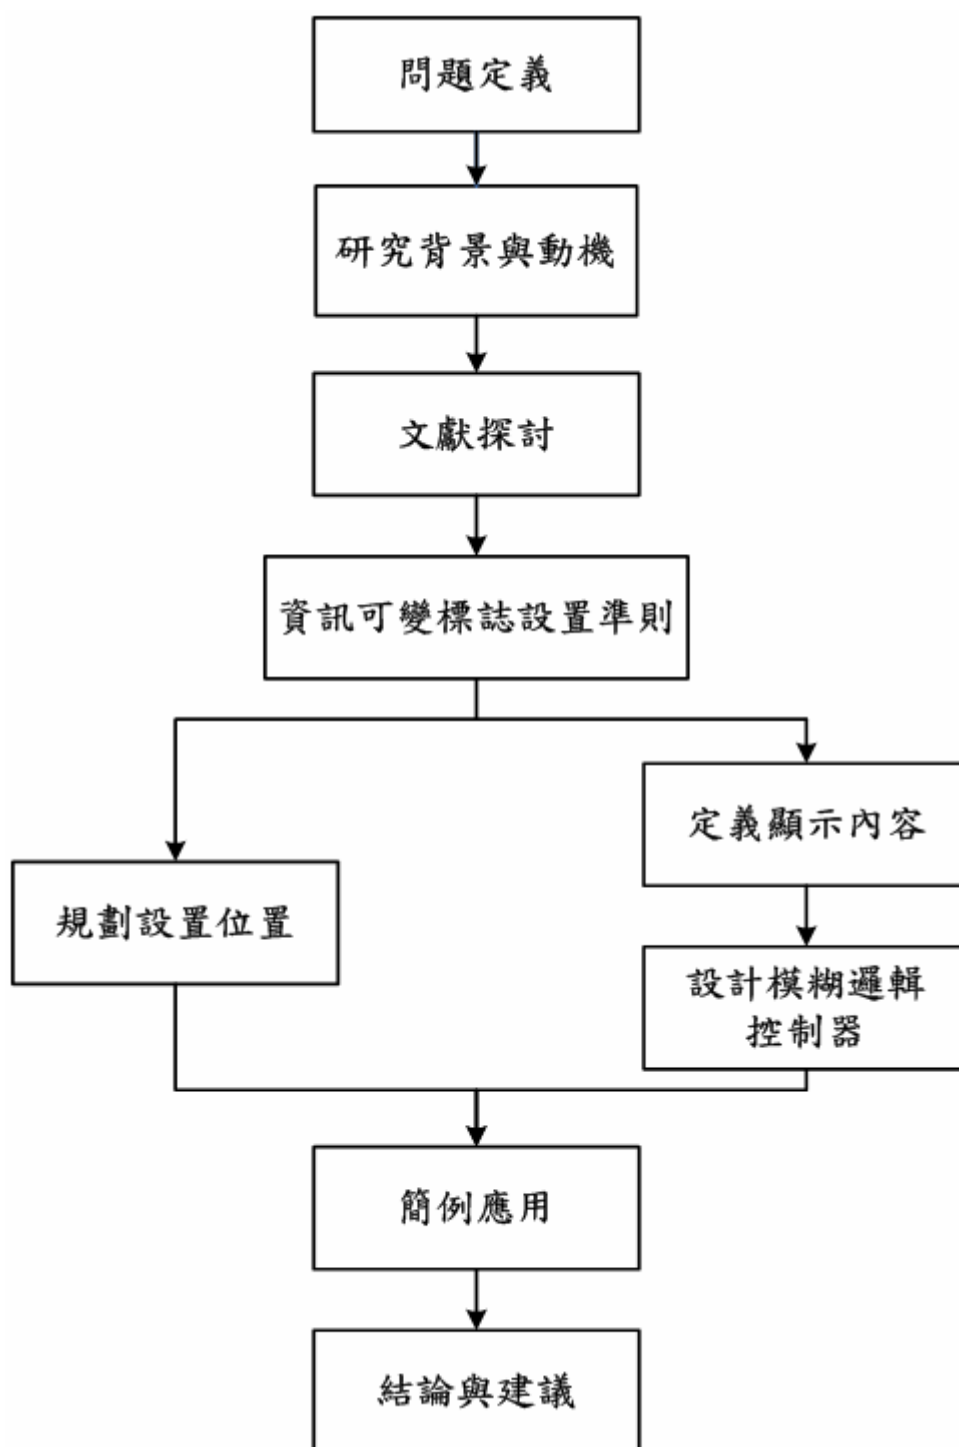 問題定義
研究背景與動機
文獻探討
資訊可變標誌設置準則
定義顯示內容
規劃設置位置
設計模糊邏輯
控制器
簡例應用
結論與建議